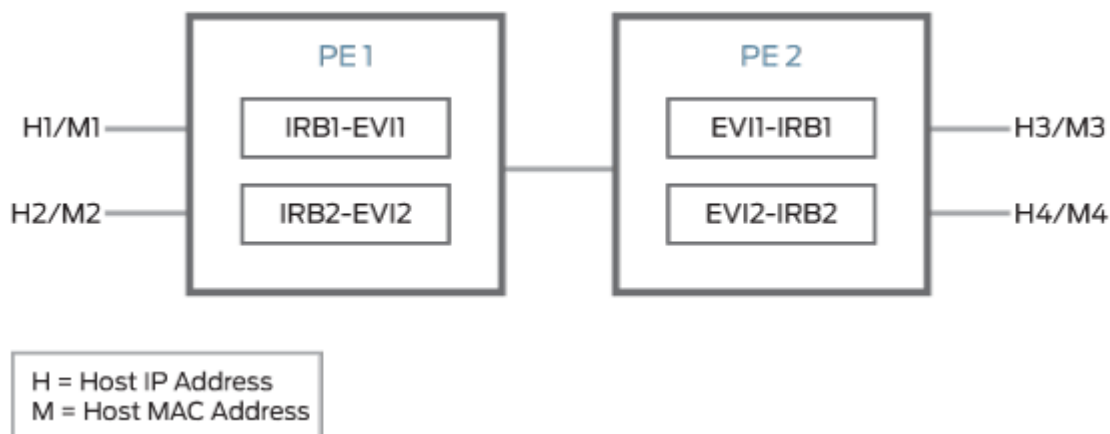 PE 1
PE 2
H1/M1
IRB1-EVI1
EVI1-IRB1
H3/M3
H2/M2
IRB2-EVI2
EVI2-IRB2
H4/M4
H = Host IP Address
M = Host MAC Address